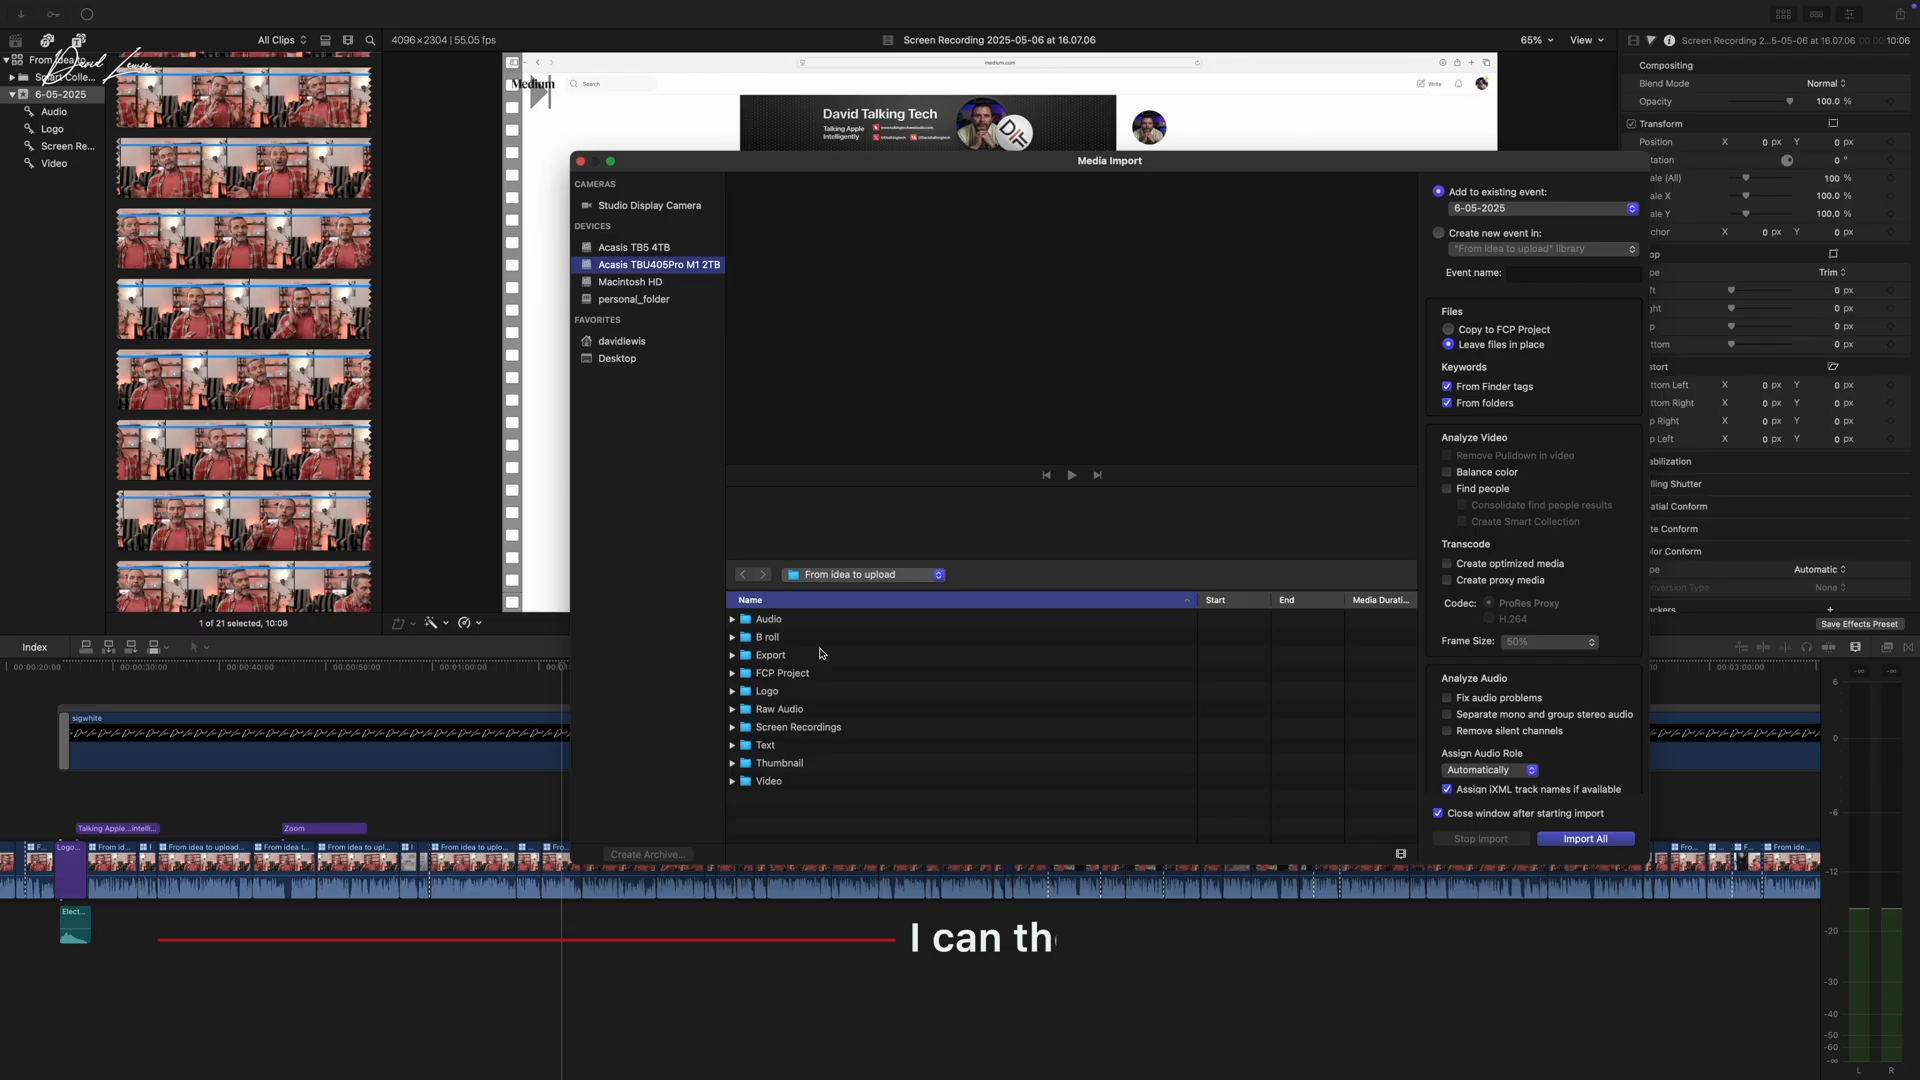 All Clips
4096×2304 | 55.05 fps
Screen Recording 2025-05-06 at 16.07.06
65%
View
Screen Recording 2...5-05-06 at 16.07.06
10:06
David Lewis
6-05-2025
Audio
Logo
Screen Re...
Video
medium.com
Medium
Search
Write
David Talking Tech
Talking Apple
Intelligently
1 of 21 selected, 10:08
Media Import
CAMERAS
Studio Display Camera
DEVICES
Acasis TB5 4TB
Acasis TBU405Pro M1 2TB
Macintosh HD
personal_folder
FAVORITES
davidlewis
Desktop
Create Archive...
From idea to upload
Name
Start
End
Media Durati...
Audio
B roll
Export
FCP Project
Logo
Raw Audio
Screen Recordings
Text
Thumbnail
Video
Add to existing event:
6-05-2025
Create new event in:
"From idea to upload" library
Event name:
Files
Copy to FCP Project
Leave files in place
Keywords
From Finder tags
From folders
Analyze Video
Remove Pulldown in video
Balance color
Find people
Consolidate find people results
Create Smart Collection
Transcode
Create optimized media
Create proxy media
Codec:
ProRes Proxy
H.264
Frame Size:
50%
Analyze Audio
Fix audio problems
Separate mono and group stereo audio
Remove silent channels
Assign Audio Role
Automatically
Assign iXML track names if available
Close window after starting import
Stop Import
Import All
Compositing
Blend Mode
Normal
Opacity
100.0 %
Transform
Position
X
0 px
Y
0 px
otation
0 °
ale (All)
100 %
ale X
100.0 %
ale Y
100.0 %
chor
X
0 px
Y
0 px
op
pe
Trim
ft
0 px
ght
0 px
p
0 px
ottom
0 px
stort
ttom Left
X
0 px
Y
0 px
ttom Right
X
0 px
Y
0 px
p Right
X
0 px
Y
0 px
p Left
X
0 px
Y
0 px
abilization
lling Shutter
atial Conform
te Conform
lor Conform
pe
Automatic
nversion Type
None
ackers
Save Effects Preset
Index
00:00:20:00
00:00:30:00
00:00:40:00
00:00:50:00
00:01:00:00
00:03:00:00
sigwhite
Talking Apple...intelli...
Zoom
F...
Logo...
From id...
From idea to upload...
From idea t...
From idea to upl...
From idea to uplo...
Fro...
Fro...
F...
From ide...
Elect...
I can th
6
0
-6
-12
-20
-30
-40
-50
-60
-∞
L
R